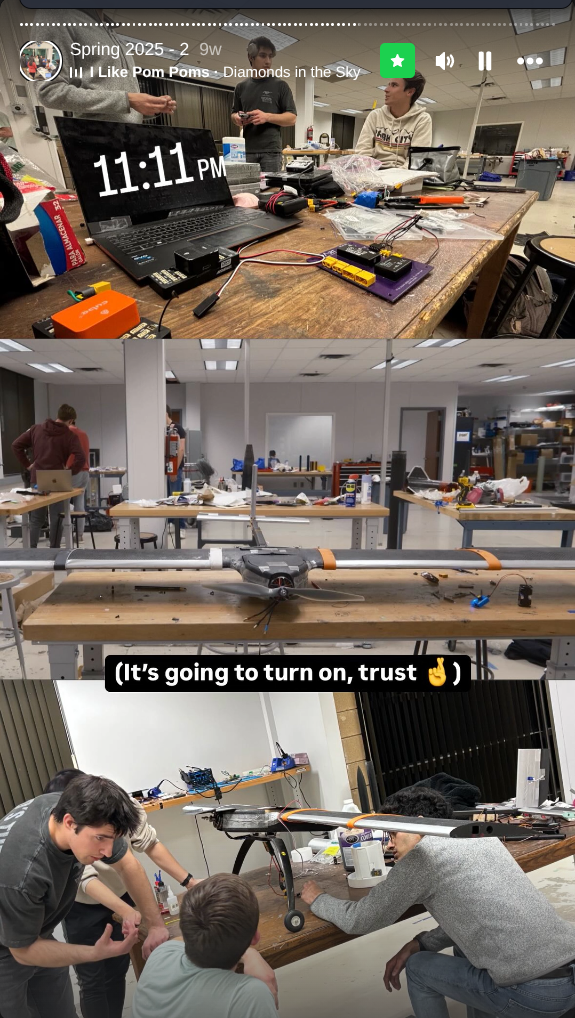 Spring 2025 - 2 9w
I Like Pom Poms · Diamonds in the Sky
11:11 PM
(It's going to turn on, trust 🤞)